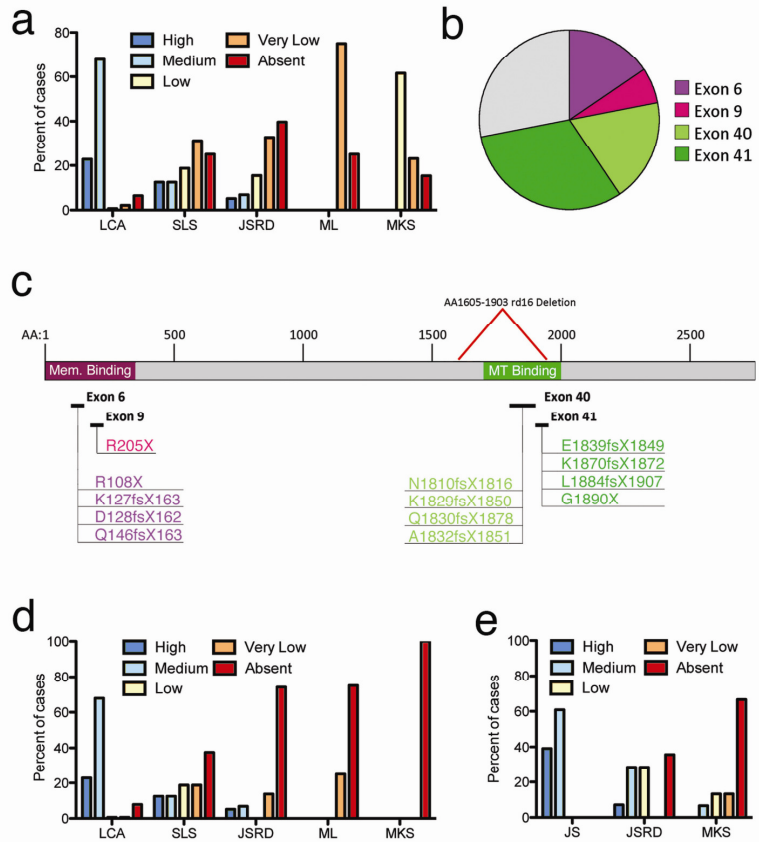 a
80
60
40
20
0
Percent of cases
High
Medium
Low
Very Low
Absent
LCA SLS JSRD ML MKS
b
Exon 6
Exon 9
Exon 40
Exon 41
c
AA1605-1903 rd16 Deletion
AA:1 500 1000 1500 2000 2500
Mem. Binding MT Binding
Exon 6
Exon 9
R205X
R108X
K127fsX163
D128fsX162
Q146fsX163
Exon 40
Exon 41
N1810fsX1816
K1829fsX1850
Q1830fsX1878
A1832fsX1851
E1839fsX1849
K1870fsX1872
L1884fsX1907
G1890X
d
100
80
60
40
20
0
Percent of cases
High
Medium
Low
Very Low
Absent
LCA SLS JSRD ML MKS
e
100
80
60
40
20
0
Percent of cases
High
Medium
Low
Very Low
Absent
JS JSRD MKS